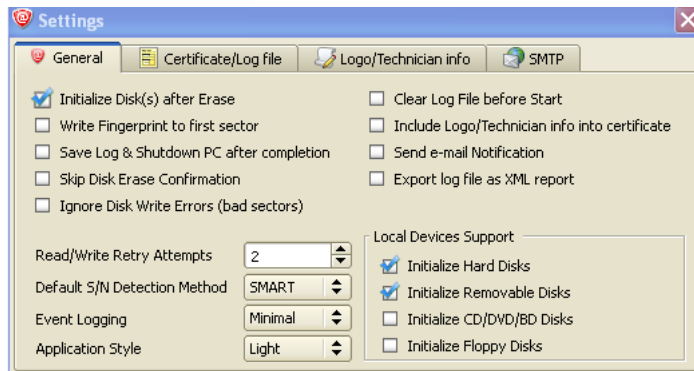 Settings
General
Certificate/Log file
Logo/Technician info
SMTP
Initialize Disk(s) after Erase
Write Fingerprint to first sector
Save Log & Shutdown PC after completion
Skip Disk Erase Confirmation
Ignore Disk Write Errors (bad sectors)
Clear Log File before Start
Include Logo/Technician info into certificate
Send e-mail Notification
Export log file as XML report
Read/Write Retry Attempts 2
Default S/N Detection Method SMART
Event Logging Minimal
Application Style Light
Local Devices Support
Initialize Hard Disks
Initialize Removable Disks
Initialize CD/DVD/BD Disks
Initialize Floppy Disks